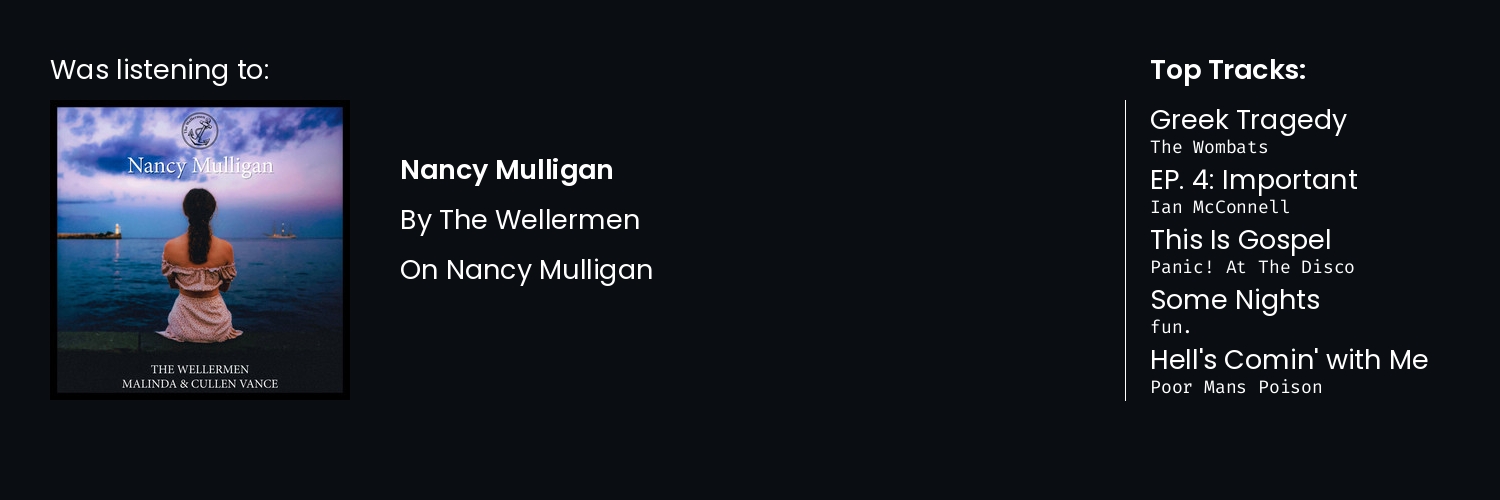 Was listening to:
Nancy Mulligan
THE WELLERMEN
MALINDA & CULLEN VANCE
Nancy Mulligan
By The Wellermen
On Nancy Mulligan
Top Tracks:
Greek Tragedy
The Wombats
EP. 4: Important
Ian McConnell
This Is Gospel
Panic! At The Disco
Some Nights
fun.
Hell's Comin' with Me
Poor Mans Poison